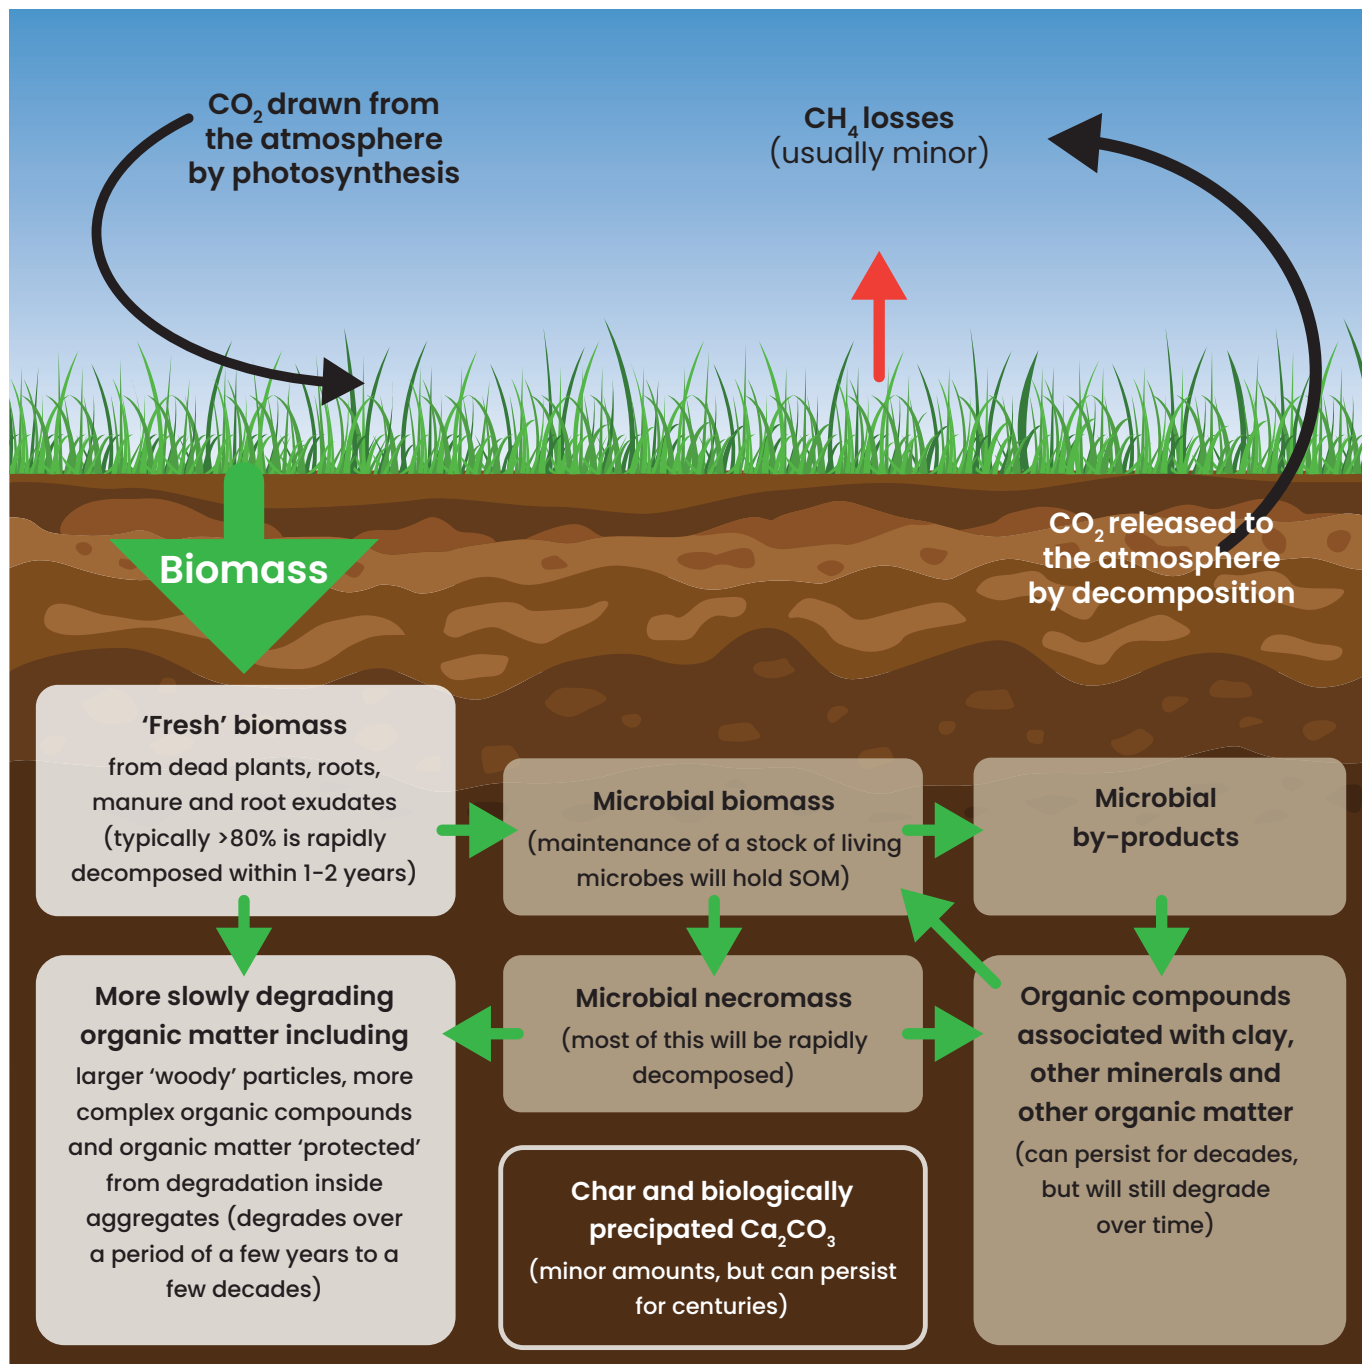 CO₂ drawn from
the atmosphere
by photosynthesis
CH₄ losses
(usually minor)
CO₂ released to
the atmosphere
by decomposition
Biomass
‘Fresh’ biomass
from dead plants, roots,
manure and root exudates
(typically >80% is rapidly
decomposed within 1-2 years)
Microbial biomass
(maintenance of a stock of living
microbes will hold SOM)
Microbial
by-products
More slowly degrading
organic matter including
larger ‘woody’ particles, more
complex organic compounds
and organic matter ‘protected’
from degradation inside
aggregates (degrades over
a period of a few years to a
few decades)
Microbial necromass
(most of this will be rapidly
decomposed)
Organic compounds
associated with clay,
other minerals and
other organic matter
(can persist for decades,
but will still degrade
over time)
Char and biologically
precipated Ca₂CO₃
(minor amounts, but can persist
for centuries)